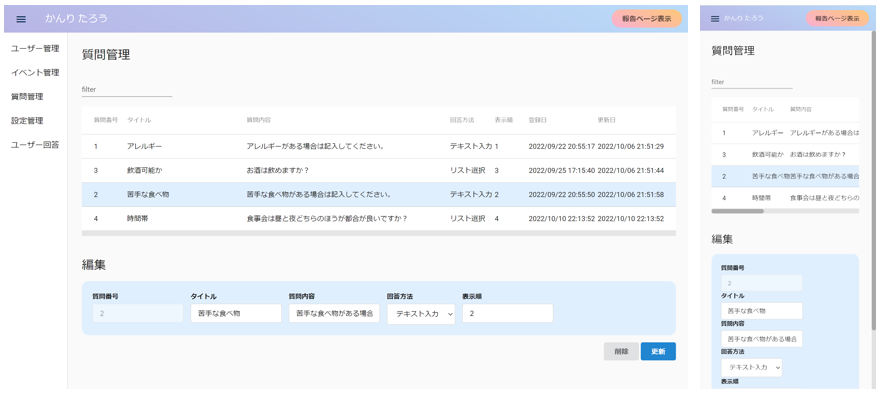 かんり たろう
報告ページ表示
ユーザー管理
イベント管理
質問管理
設定管理
ユーザー回答
質問管理
filter
質問番号 タイトル 質問内容 回答方法 表示順 登録日 更新日
1 アレルギー アレルギーがある場合は記入してください。 テキスト入力 1 2022/09/22 20:55:17 2022/10/06 21:51:29
3 飲酒可能か お酒は飲めますか？ リスト選択 3 2022/09/25 17:15:40 2022/10/06 21:51:44
2 苦手な食べ物 苦手な食べ物がある場合は記入してください。 テキスト入力 2 2022/09/22 20:55:50 2022/10/06 21:51:58
4 時間帯 食事会は昼と夜どちらのほうが都合が良いですか？ リスト選択 4 2022/10/10 22:13:52 2022/10/10 22:13:52
編集
質問番号 タイトル 質問内容 回答方法 表示順
2 苦手な食べ物 苦手な食べ物がある場合 テキスト入力 2
削除 更新
かんり たろう
報告ページ表示
質問管理
filter
質問番号 タイトル 質問内容
1 アレルギー アレルギーがある場合は
3 飲酒可能か お酒は飲めますか？
2 苦手な食べ物 苦手な食べ物がある場合
4 時間帯 食事会は昼と夜どちらの
編集
質問番号
2
タイトル
苦手な食べ物
質問内容
苦手な食べ物がある場合
回答方法
テキスト入力
表示順